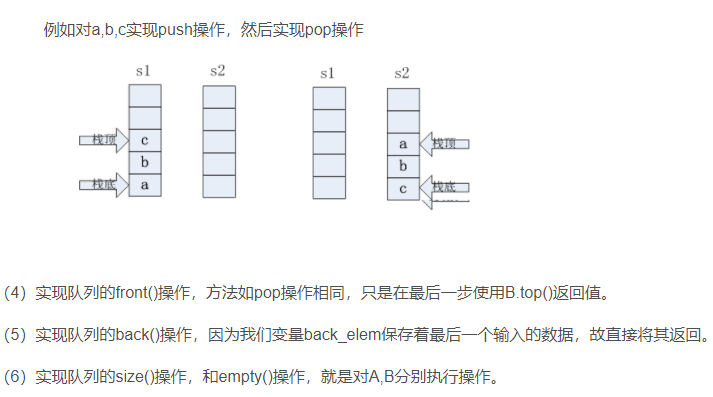 例如对a,b,c实现push操作，然后实现pop操作
s1 s2 s1 s2
栈顶 c a 栈顶
b b
栈底 a c 栈底
（4）实现队列的front()操作，方法如pop操作相同，只是在最后一步使用B.top()返回值。
（5）实现队列的back()操作，因为我们变量back_elem保存着最后一个输入的数据，故直接将其返回。
（6）实现队列的size()操作，和empty()操作，就是对A,B分别执行操作。